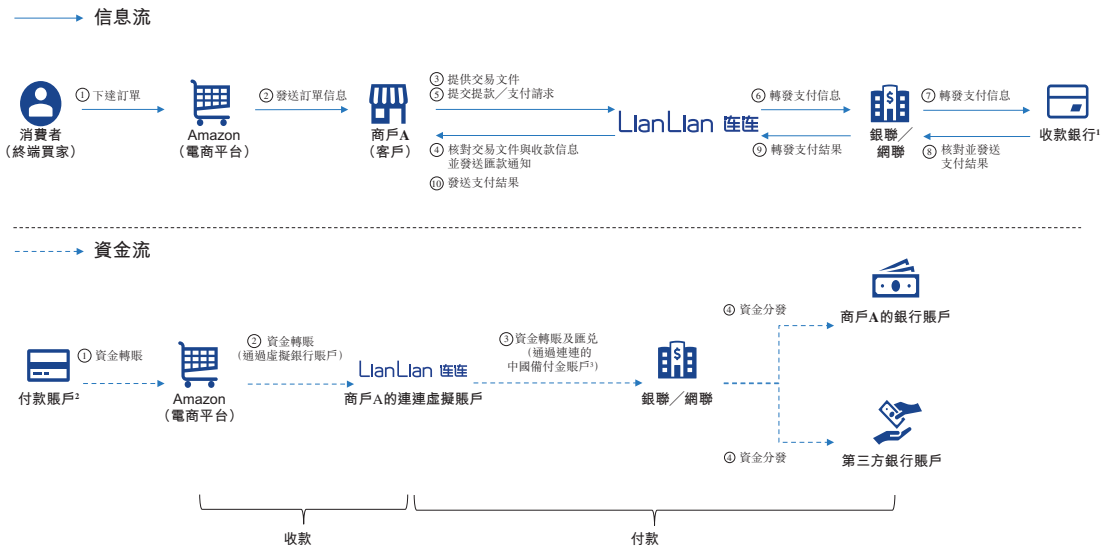 信息流
① 下達訂單
② 發送訂單信息
③ 提供交易文件
⑤ 提交提款／支付請求
⑥ 轉發支付信息
⑦ 轉發支付信息
LianLian 连连
消費者
（終端買家）
Amazon
（電商平台）
商戶A
（客戶）
④ 核對交易文件與收款信息
並發送匯款通知
⑩ 發送支付結果
⑨ 轉發支付結果
銀聯／
網聯
⑧ 核對並發送
支付結果
收款銀行¹
資金流
① 資金轉賬
② 資金轉賬
（通過虛擬銀行賬戶）
③資金轉賬及匯兌
（通過連連的
中國備付金賬戶³）
④ 資金分發
商戶A的銀行賬戶
付款賬戶²
Amazon
（電商平台）
LianLian 连连
商戶A的連連虛擬賬戶
銀聯／網聯
④ 資金分發
第三方銀行賬戶
收款
付款